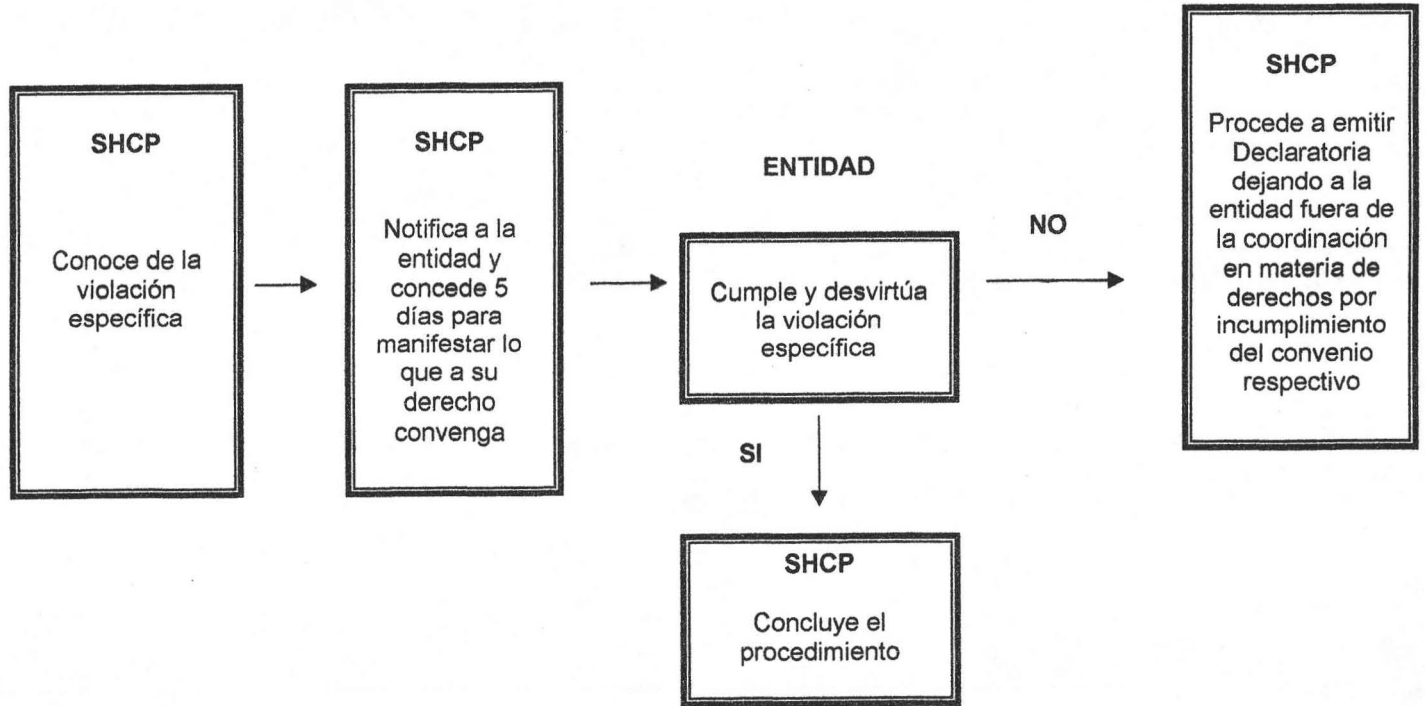 SHCP
Conoce de la
violación
específica
SHCP
Notifica a la
entidad y
concede 5
días para
manifestar lo
que a su
derecho
convenga
ENTIDAD
Cumple y desvirtúa
la violación
específica
NO
SHCP
Procede a emitir
Declaratoria
dejando a la
entidad fuera de
la coordinación
en materia de
derechos por
incumplimiento
del convenio
respectivo
SI
SHCP
Concluye el
procedimiento